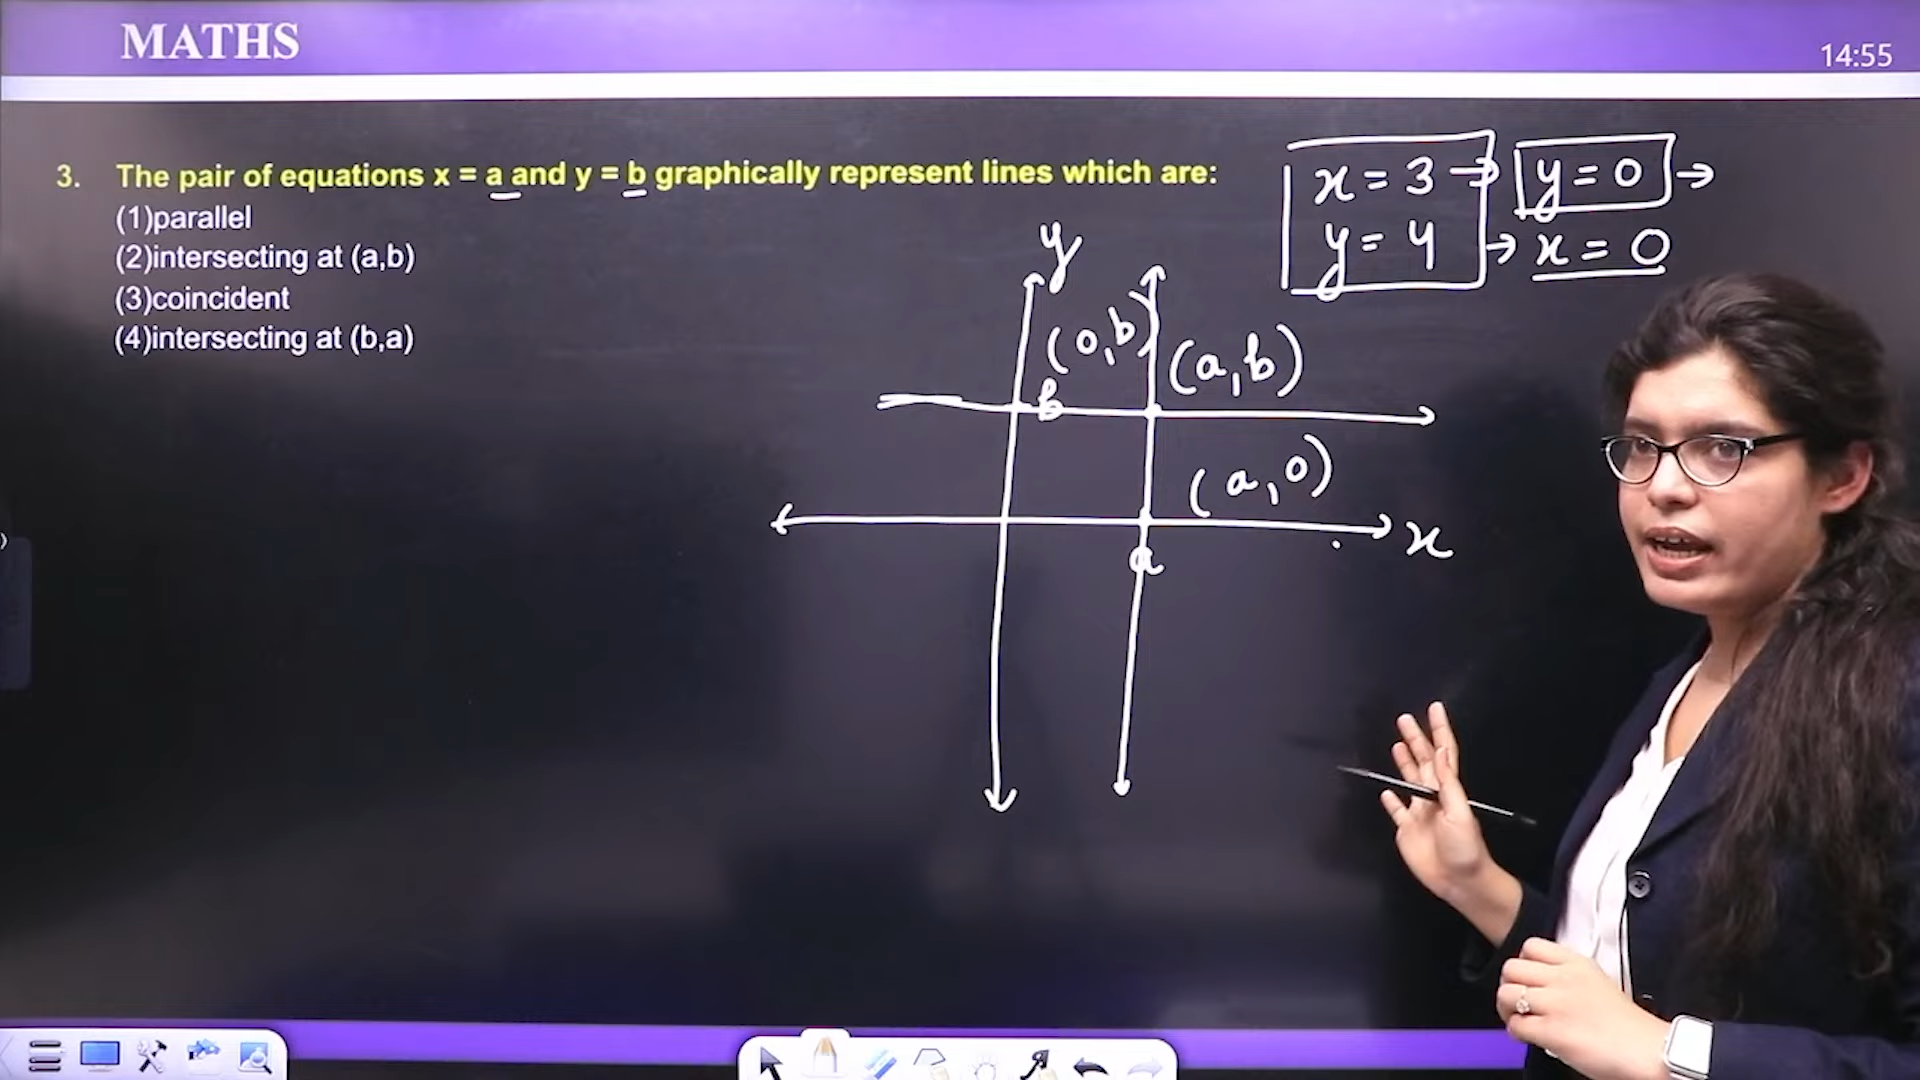 MATHS
14:55
3. The pair of equations x = a and y = b graphically represent lines which are:
(1)parallel
(2)intersecting at (a,b)
(3)coincident
(4)intersecting at (b,a)
x = 3 → y = 0 →
y = 4 → x = 0
y
(0,b)
(a,b)
b
(a,0)
x
a